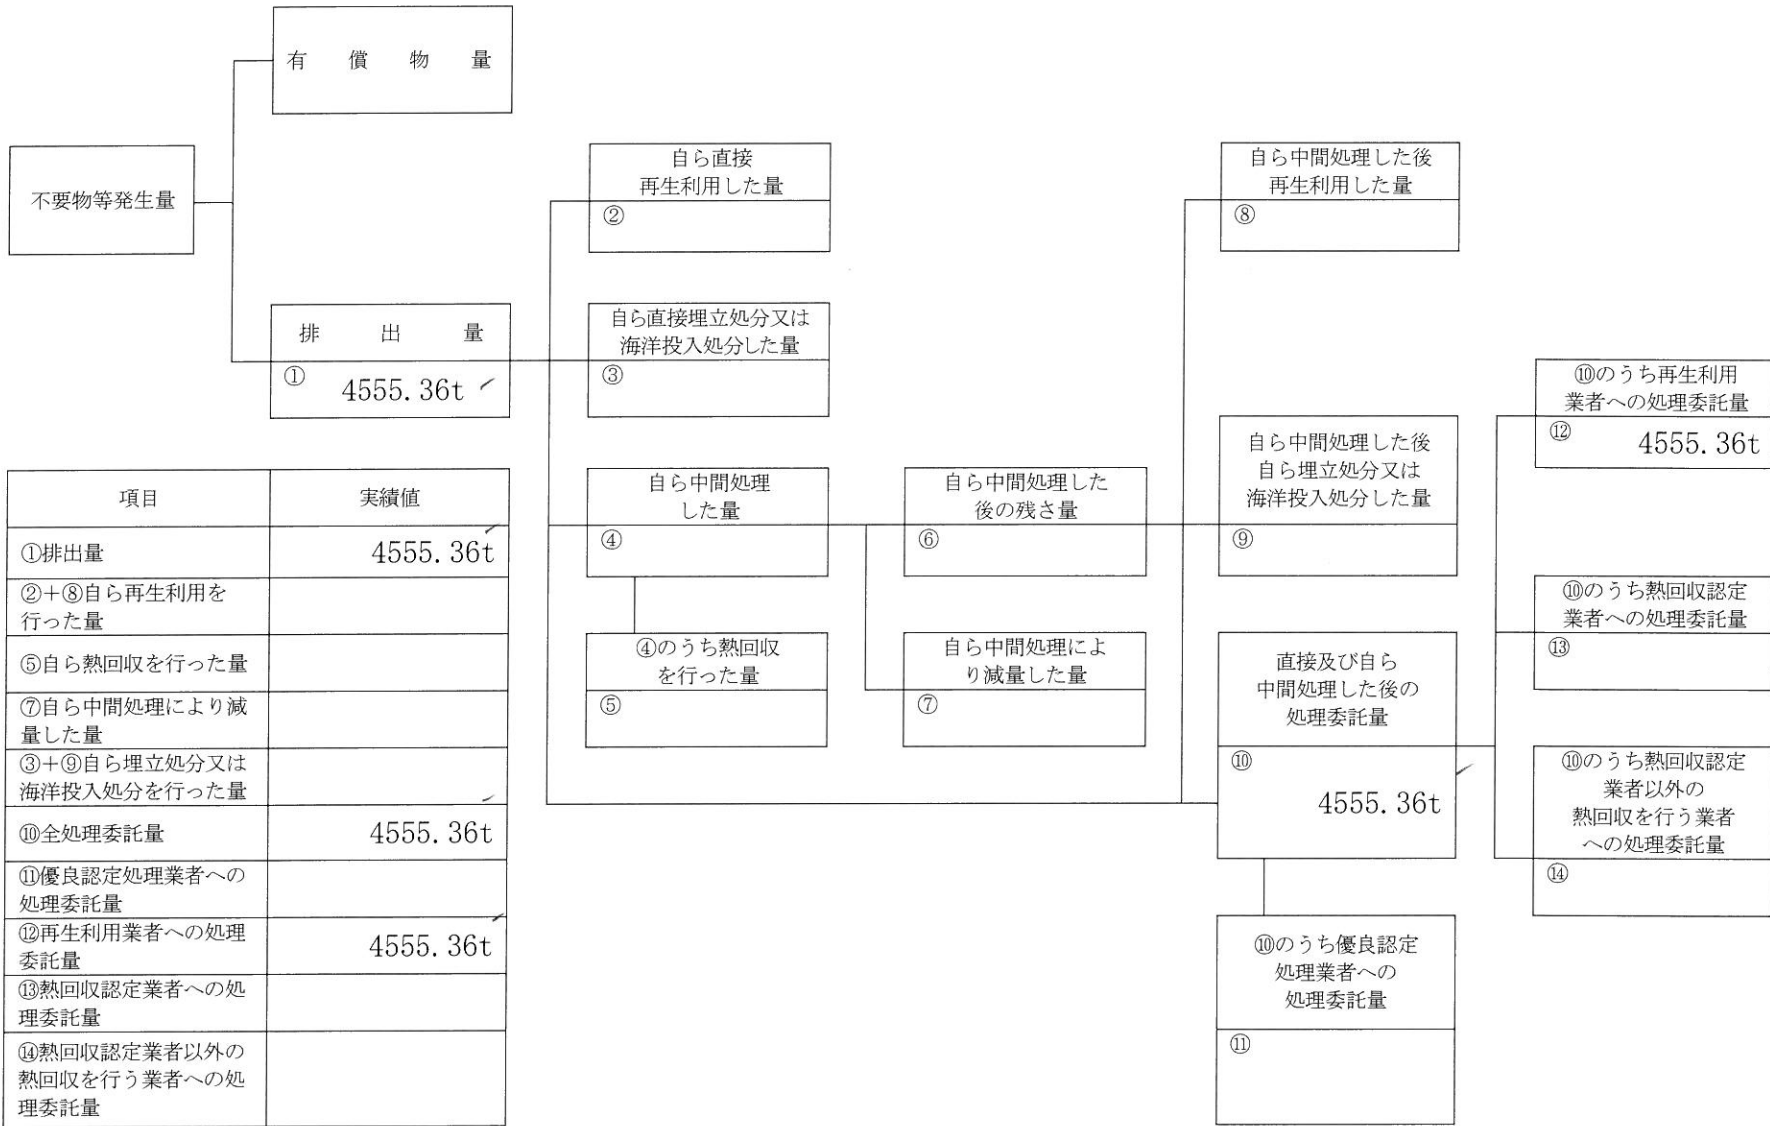 有償物量
不要物等発生量
排出量
① 4555.36t
自ら直接
再生利用した量
②
自ら直接埋立処分又は
海洋投入処分した量
③
自ら中間処理
した量
④
④のうち熱回収
を行った量
⑤
自ら中間処理した
後の残さ量
⑥
自ら中間処理によ
り減量した量
⑦
自ら中間処理した後
再生利用した量
⑧
自ら中間処理した後
自ら埋立処分又は
海洋投入処分した量
⑨
直接及び自ら
中間処理した後の
処理委託量
⑩
4555.36t
⑩のうち優良認定
処理業者への
処理委託量
⑪
⑩のうち再生利用
業者への処理委託量
⑫ 4555.36t
⑩のうち熱回収認定
業者への処理委託量
⑬
⑩のうち熱回収認定
業者以外の
熱回収を行う業者
への処理委託量
⑭
項目 実績値
①排出量 4555.36t
②+⑧自ら再生利用を
行った量
⑤自ら熱回収を行った量
⑦自ら中間処理により減
量した量
③+⑨自ら埋立処分又は
海洋投入処分を行った量
⑩全処理委託量 4555.36t
⑪優良認定処理業者への
処理委託量
⑫再生利用業者への処理
委託量 4555.36t
⑬熱回収認定業者への処
理委託量
⑭熱回収認定業者以外の
熱回収を行う業者への処
理委託量